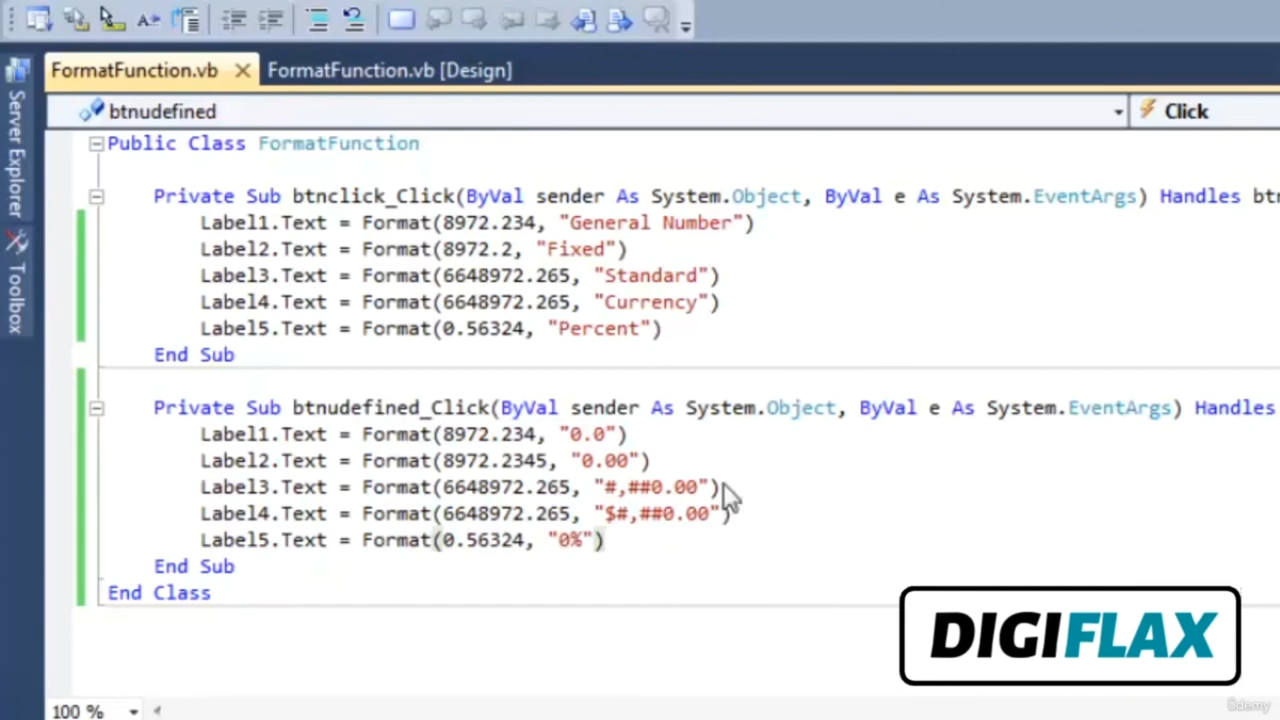 FormatFunction.vb
FormatFunction.vb [Design]
btnudefined
Click
Server Explorer
Toolbox
Public Class FormatFunction
Private Sub btnclick_Click(ByVal sender As System.Object, ByVal e As System.EventArgs) Handles btn
Label1.Text = Format(8972.234, "General Number")
Label2.Text = Format(8972.2, "Fixed")
Label3.Text = Format(6648972.265, "Standard")
Label4.Text = Format(6648972.265, "Currency")
Label5.Text = Format(0.56324, "Percent")
End Sub
Private Sub btnudefined_Click(ByVal sender As System.Object, ByVal e As System.EventArgs) Handles
Label1.Text = Format(8972.234, "0.0")
Label2.Text = Format(8972.2345, "0.00")
Label3.Text = Format(6648972.265, "#,##0.00")
Label4.Text = Format(6648972.265, "$#,##0.00")
Label5.Text = Format(0.56324, "0%")
End Sub
End Class
DIGIFLAX
100 %
ûdemy